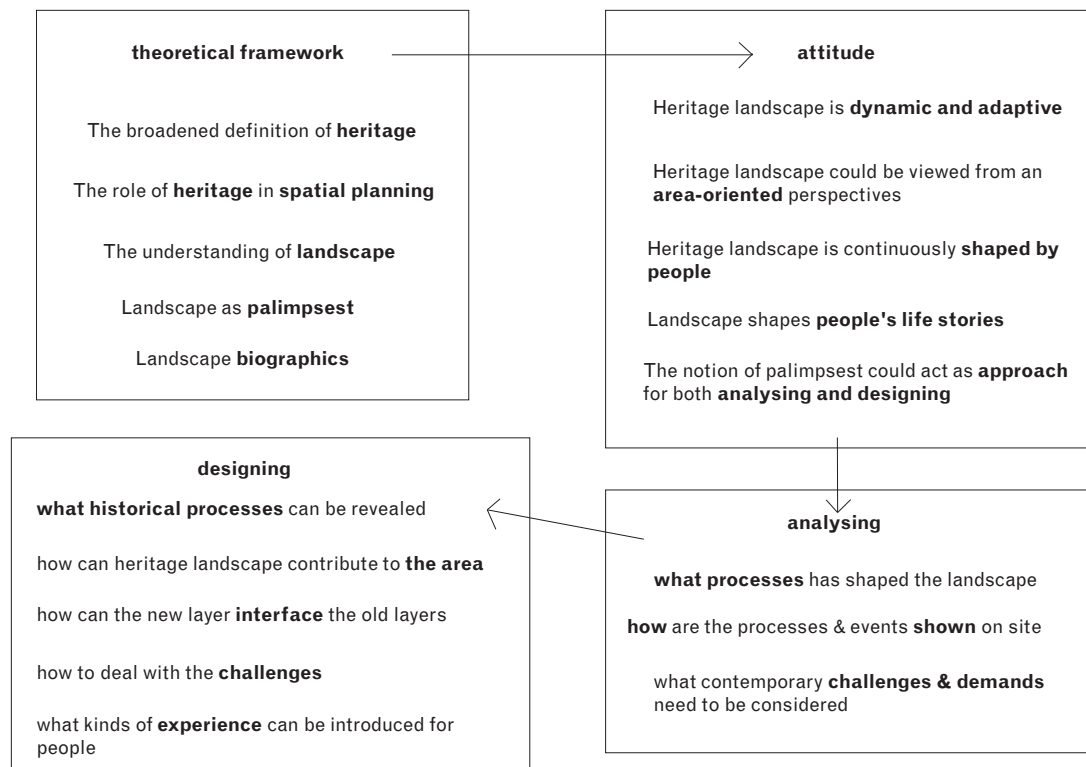 theoretical framework
The broadened definition of heritage
The role of heritage in spatial planning
The understanding of landscape
Landscape as palimpsest
Landscape biographics
attitude
Heritage landscape is dynamic and adaptive
Heritage landscape could be viewed from an
area-oriented perspectives
Heritage landscape is continuously shaped by
people
Landscape shapes people's life stories
The notion of palimpsest could act as approach
for both analysing and designing
analysing
what processes has shaped the landscape
how are the processes & events shown on site
what contemporary challenges & demands
need to be considered
designing
what historical processes can be revealed
how can heritage landscape contribute to the area
how can the new layer interface the old layers
how to deal with the challenges
what kinds of experience can be introduced for
people